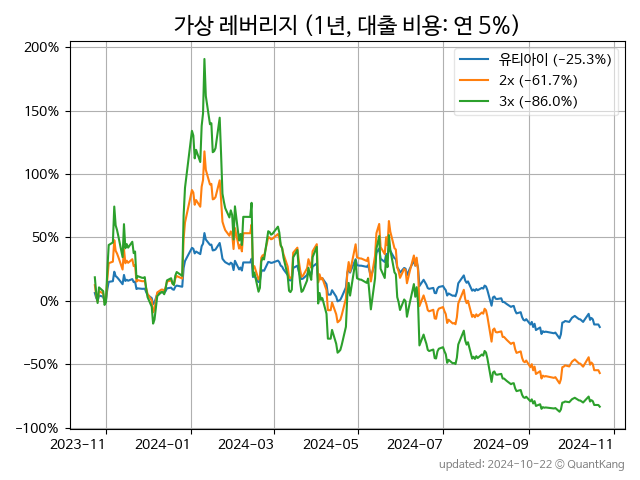 가상 레버리지 (1년, 대출 비용: 연 5%)
200%
150%
100%
50%
0%
−50%
−100%
유티아이 (-25.3%)
2x (-61.7%)
3x (-86.0%)
2023-11
2024-01
2024-03
2024-05
2024-07
2024-09
2024-11
updated: 2024-10-22 © QuantKang